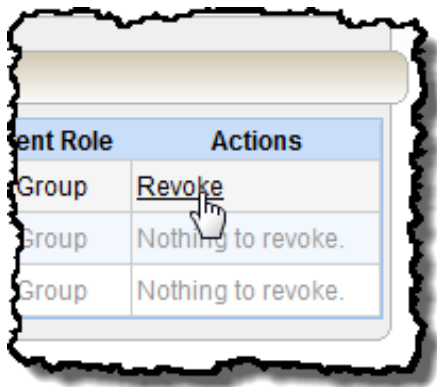 ent Role Actions
Group Revoke
Group Nothing to revoke.
Group Nothing to revoke.